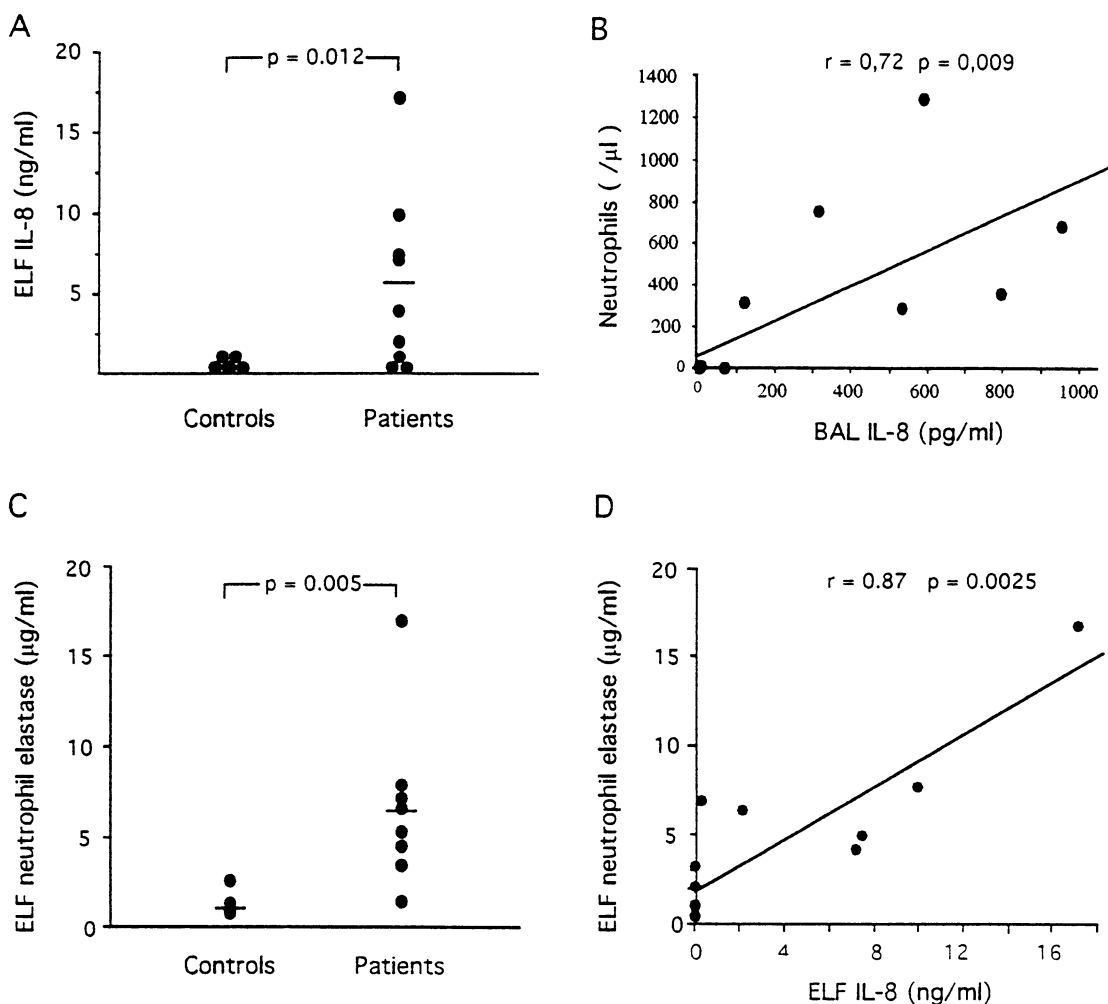 A
p = 0.012
ELF IL-8 (ng/ml)
20
15
10
5
Controls
Patients
B
r = 0,72 p = 0,009
Neutrophils ( /µl )
1400
1200
1000
800
600
400
200
0
0
200
400
600
800
1000
BAL IL-8 (pg/ml)
C
p = 0.005
ELF neutrophil elastase (µg/ml)
20
15
10
5
0
Controls
Patients
D
r = 0.87 p = 0.0025
ELF neutrophil elastase (µg/ml)
20
15
10
5
0
0
4
8
12
16
ELF IL-8 (ng/ml)